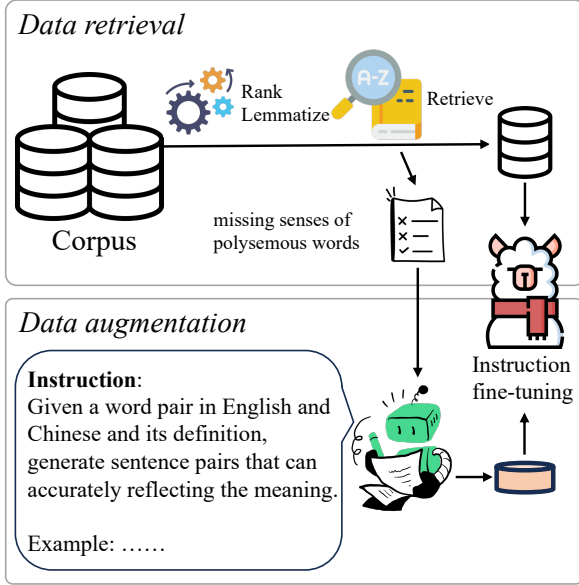 Data retrieval
Rank
Lemmatize
A-Z
Retrieve
Corpus
missing senses of
polysemous words
Data augmentation
Instruction:
Given a word pair in English and
Chinese and its definition,
generate sentence pairs that can
accurately reflecting the meaning.
Example: ……
Instruction
fine-tuning